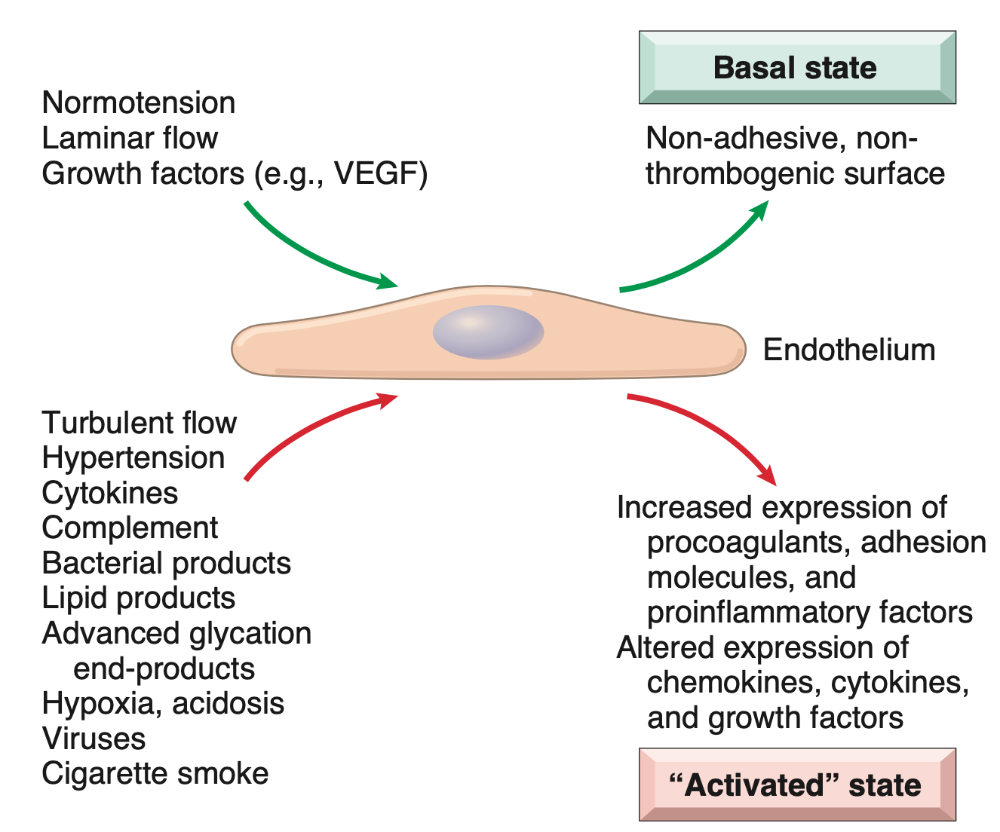 Basal state
Normotension
Laminar flow
Growth factors (e.g., VEGF)
Non-adhesive, non-
thrombogenic surface
Endothelium
Turbulent flow
Hypertension
Cytokines
Complement
Bacterial products
Lipid products
Advanced glycation
end-products
Hypoxia, acidosis
Viruses
Cigarette smoke
Increased expression of
procoagulants, adhesion
molecules, and
proinflammatory factors
Altered expression of
chemokines, cytokines,
and growth factors
“Activated” state